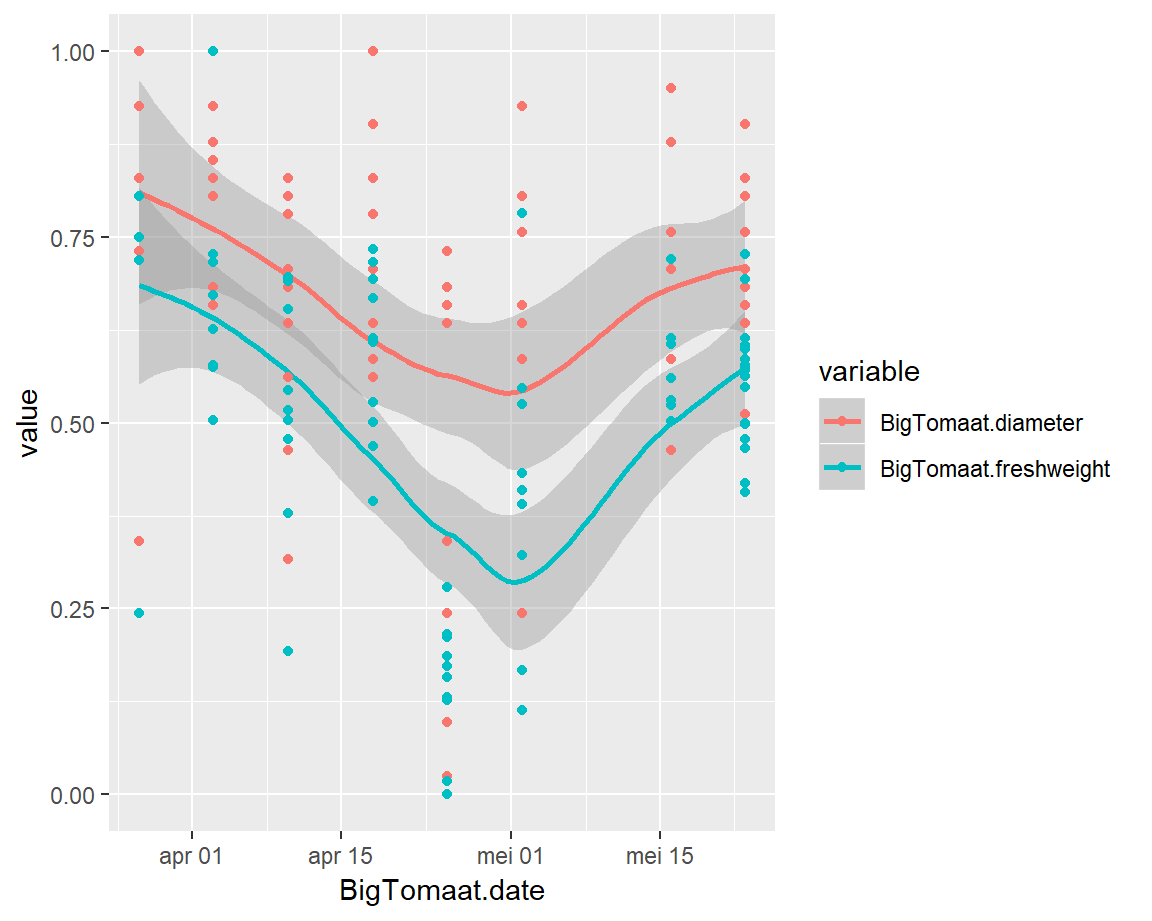 1.00
0.75
0.50
0.25
0.00
value
apr 01
apr 15
mei 01
mei 15
BigTomaat.date
variable
BigTomaat.diameter
BigTomaat.freshweight